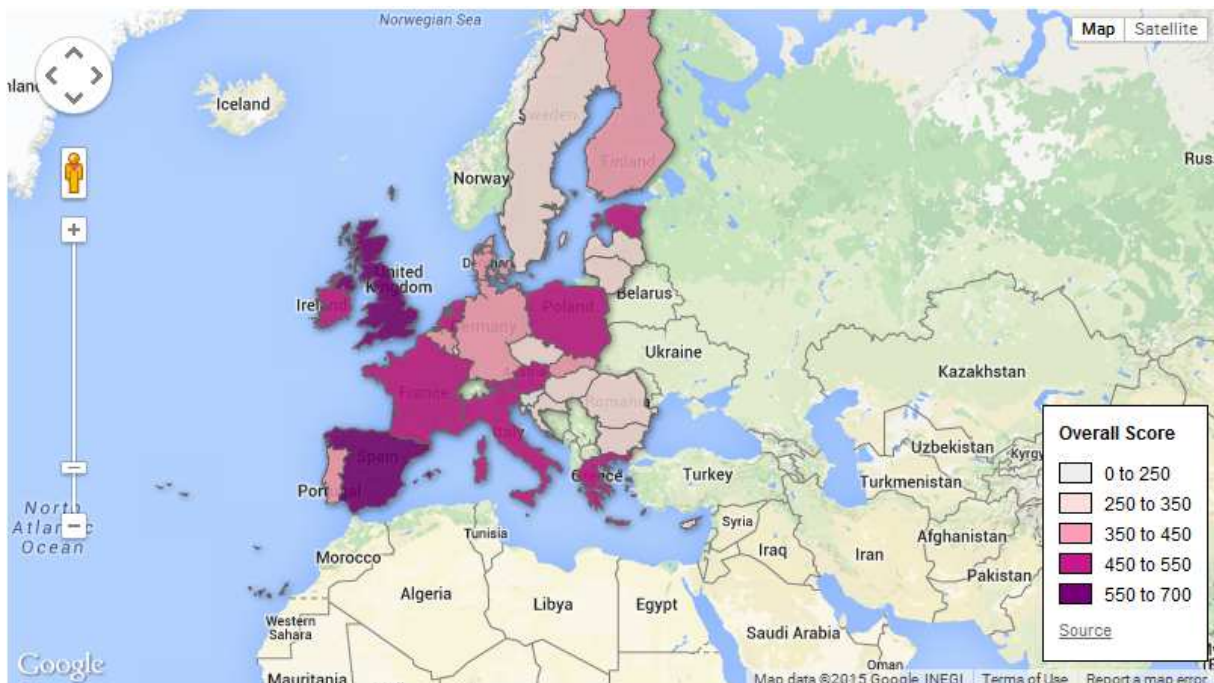 Norwegian Sea
Map
Satellite
Iceland
Sweden
Finland
Rus
Norway
United
Kingdom
Ireland
Belarus
Poland
Germany
Ukraine
Kazakhstan
France
Romania
Italy
Overall Score
0 to 250
250 to 350
350 to 450
450 to 550
550 to 700
Source
Uzbekistan
Kyrg
Spain
Greece
Turkey
Turkmenistan
Portugal
North
Atlantic
Ocean
Tunisia
Syria
Afghanistan
Morocco
Iraq
Iran
Pakistan
Algeria
Libya
Egypt
Western
Sahara
Saudi Arabia
Oman
Google
Mauritania
Map data ©2015 Google, INEGI
Terms of Use
Report a map error